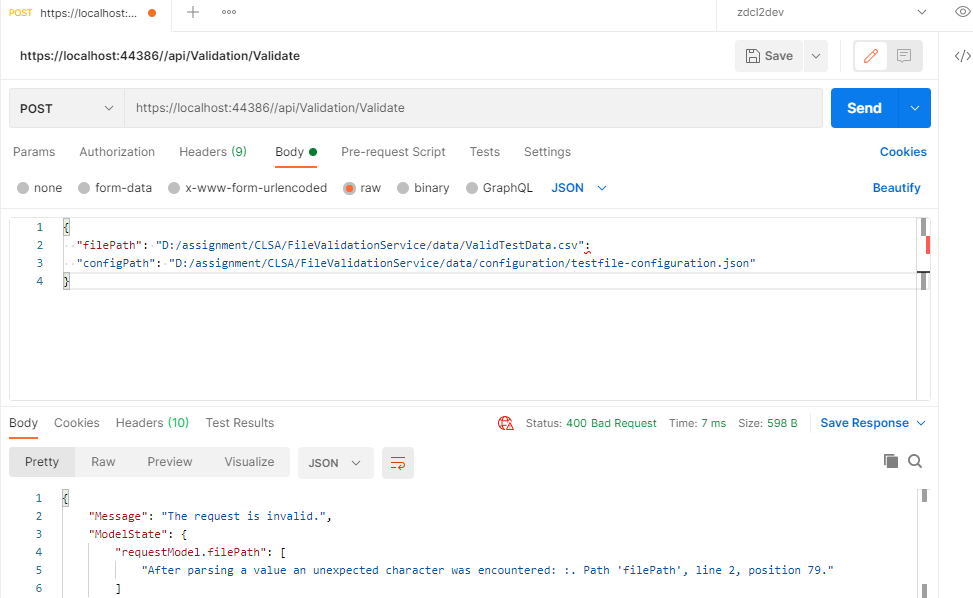 POST https://localhost:... zdcl2dev
https://localhost:44386//api/Validation/Validate Save </>
POST https://localhost:44386//api/Validation/Validate Send
Params Authorization Headers (9) Body Pre-request Script Tests Settings Cookies
none form-data x-www-form-urlencoded raw binary GraphQL JSON Beautify
1 {
2 "filePath": "D:/assignment/CLSA/FileValidationService/data/ValidTestData.csv":
3 "configPath": "D:/assignment/CLSA/FileValidationService/data/configuration/testfile-configuration.json"
4 }
Body Cookies Headers (10) Test Results Status: 400 Bad Request Time: 7 ms Size: 598 B Save Response
Pretty Raw Preview Visualize JSON
1 {
2 "Message": "The request is invalid.",
3 "ModelState": {
4 "requestModel.filePath": [
5 "After parsing a value an unexpected character was encountered: :. Path 'filePath', line 2, position 79."
6 ]